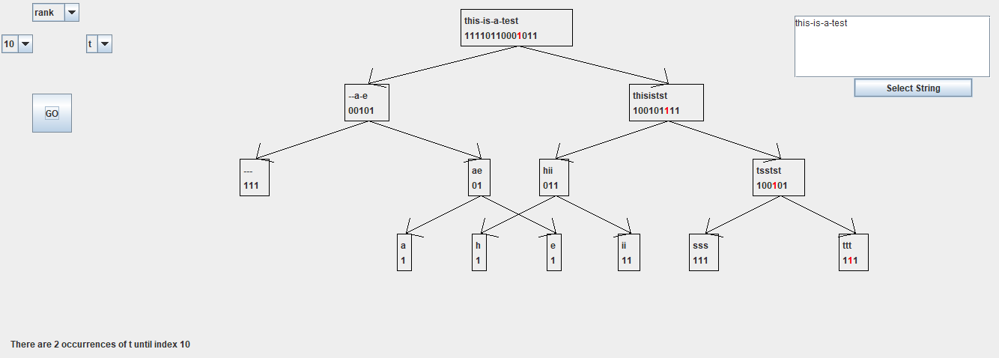 rank
10
t
GO
this-is-a-test
11110110001011
this-is-a-test
Select String
--a-e
00101
thisistst
100101111
---
111
ae
01
hii
011
tsstst
100101
a
1
h
1
e
1
ii
11
sss
111
ttt
111
There are 2 occurrences of t until index 10